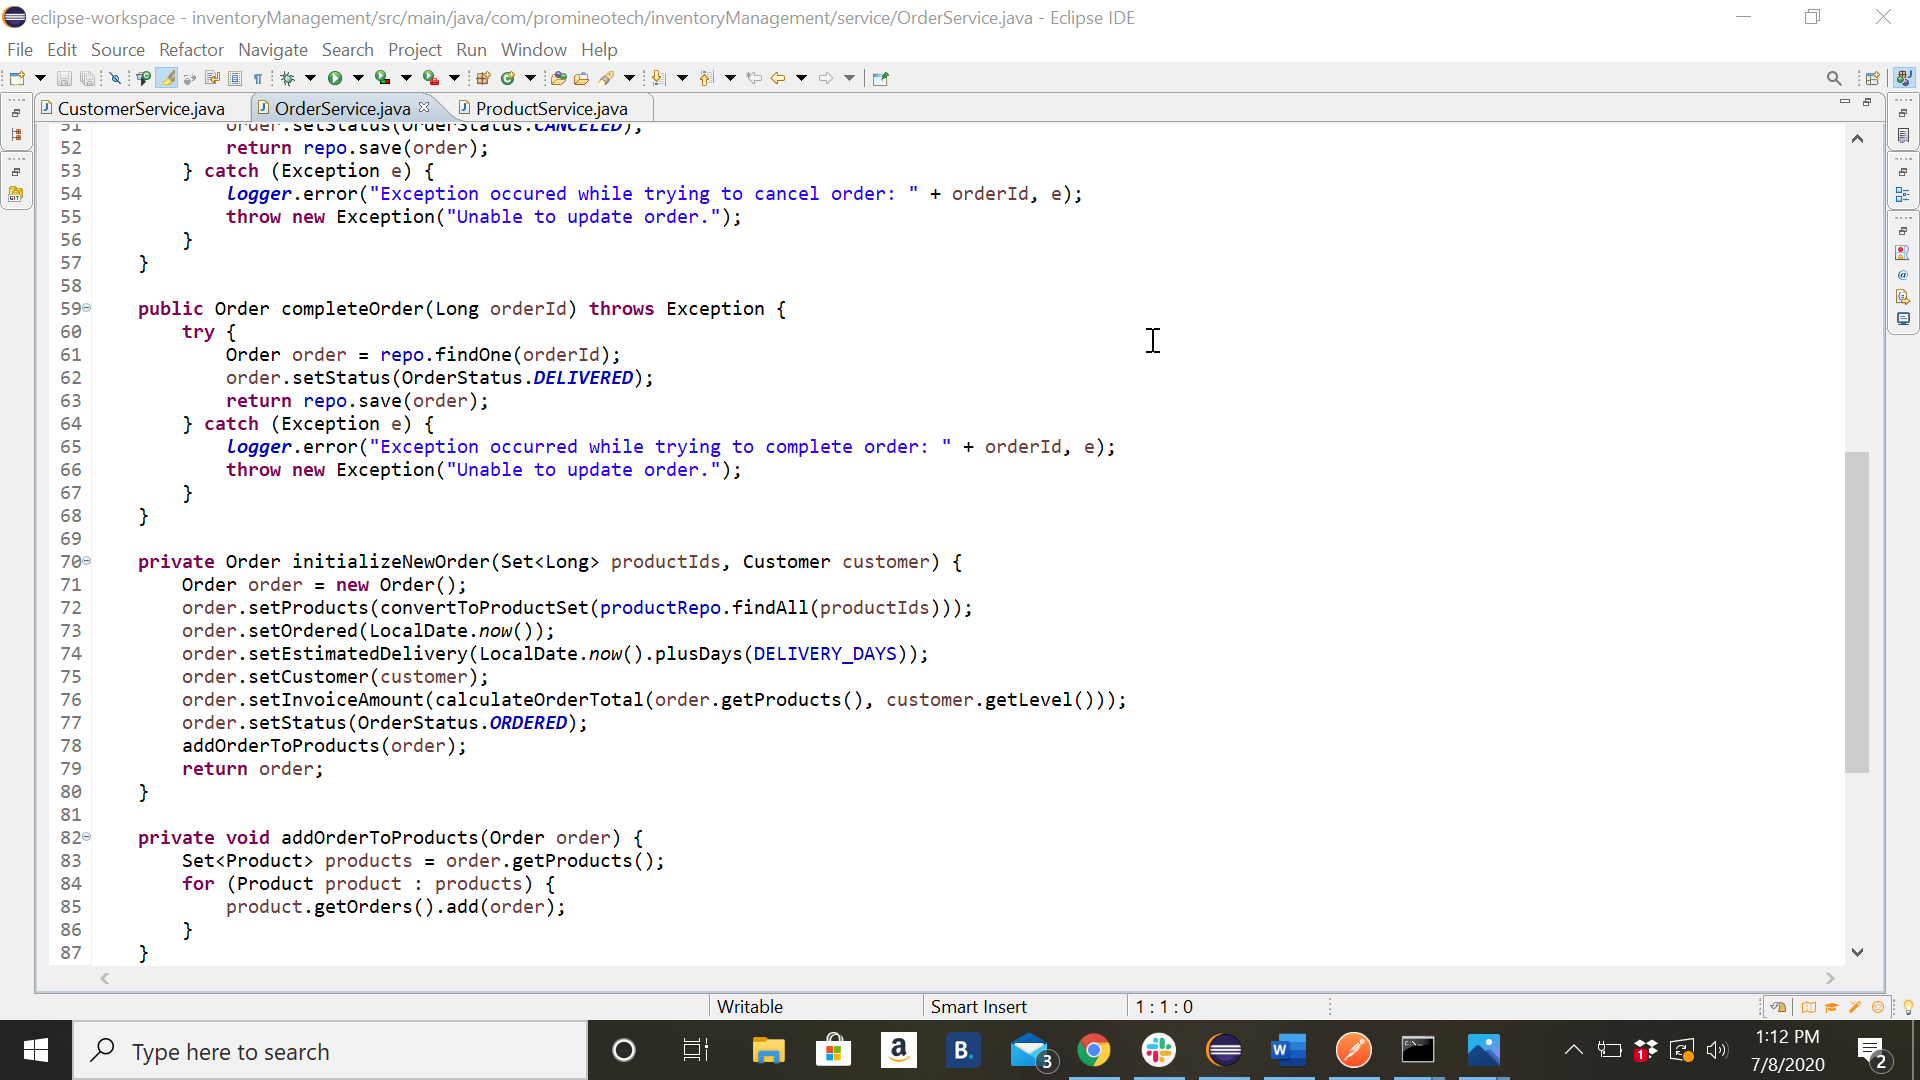 eclipse-workspace - inventoryManagement/src/main/java/com/promineotech/inventoryManagement/service/OrderService.java - Eclipse IDE
File Edit Source Refactor Navigate Search Project Run Window Help
CustomerService.java OrderService.java ProductService.java
51 order.setStatus(OrderStatus.CANCELED);
52 return repo.save(order);
53 } catch (Exception e) {
54 logger.error("Exception occured while trying to cancel order: " + orderId, e);
55 throw new Exception("Unable to update order.");
56 }
57 }
58
59 public Order completeOrder(Long orderId) throws Exception {
60 try {
61 Order order = repo.findOne(orderId);
62 order.setStatus(OrderStatus.DELIVERED);
63 return repo.save(order);
64 } catch (Exception e) {
65 logger.error("Exception occurred while trying to complete order: " + orderId, e);
66 throw new Exception("Unable to update order.");
67 }
68 }
69
70 private Order initializeNewOrder(Set<Long> productIds, Customer customer) {
71 Order order = new Order();
72 order.setProducts(convertToProductSet(productRepo.findAll(productIds)));
73 order.setOrdered(LocalDate.now());
74 order.setEstimatedDelivery(LocalDate.now().plusDays(DELIVERY_DAYS));
75 order.setCustomer(customer);
76 order.setInvoiceAmount(calculateOrderTotal(order.getProducts(), customer.getLevel()));
77 order.setStatus(OrderStatus.ORDERED);
78 addOrderToProducts(order);
79 return order;
80 }
81
82 private void addOrderToProducts(Order order) {
83 Set<Product> products = order.getProducts();
84 for (Product product : products) {
85 product.getOrders().add(order);
86 }
87 }
Writable Smart Insert 1 : 1 : 0
Type here to search
a B. 3 W 1
1:12 PM
7/8/2020
2